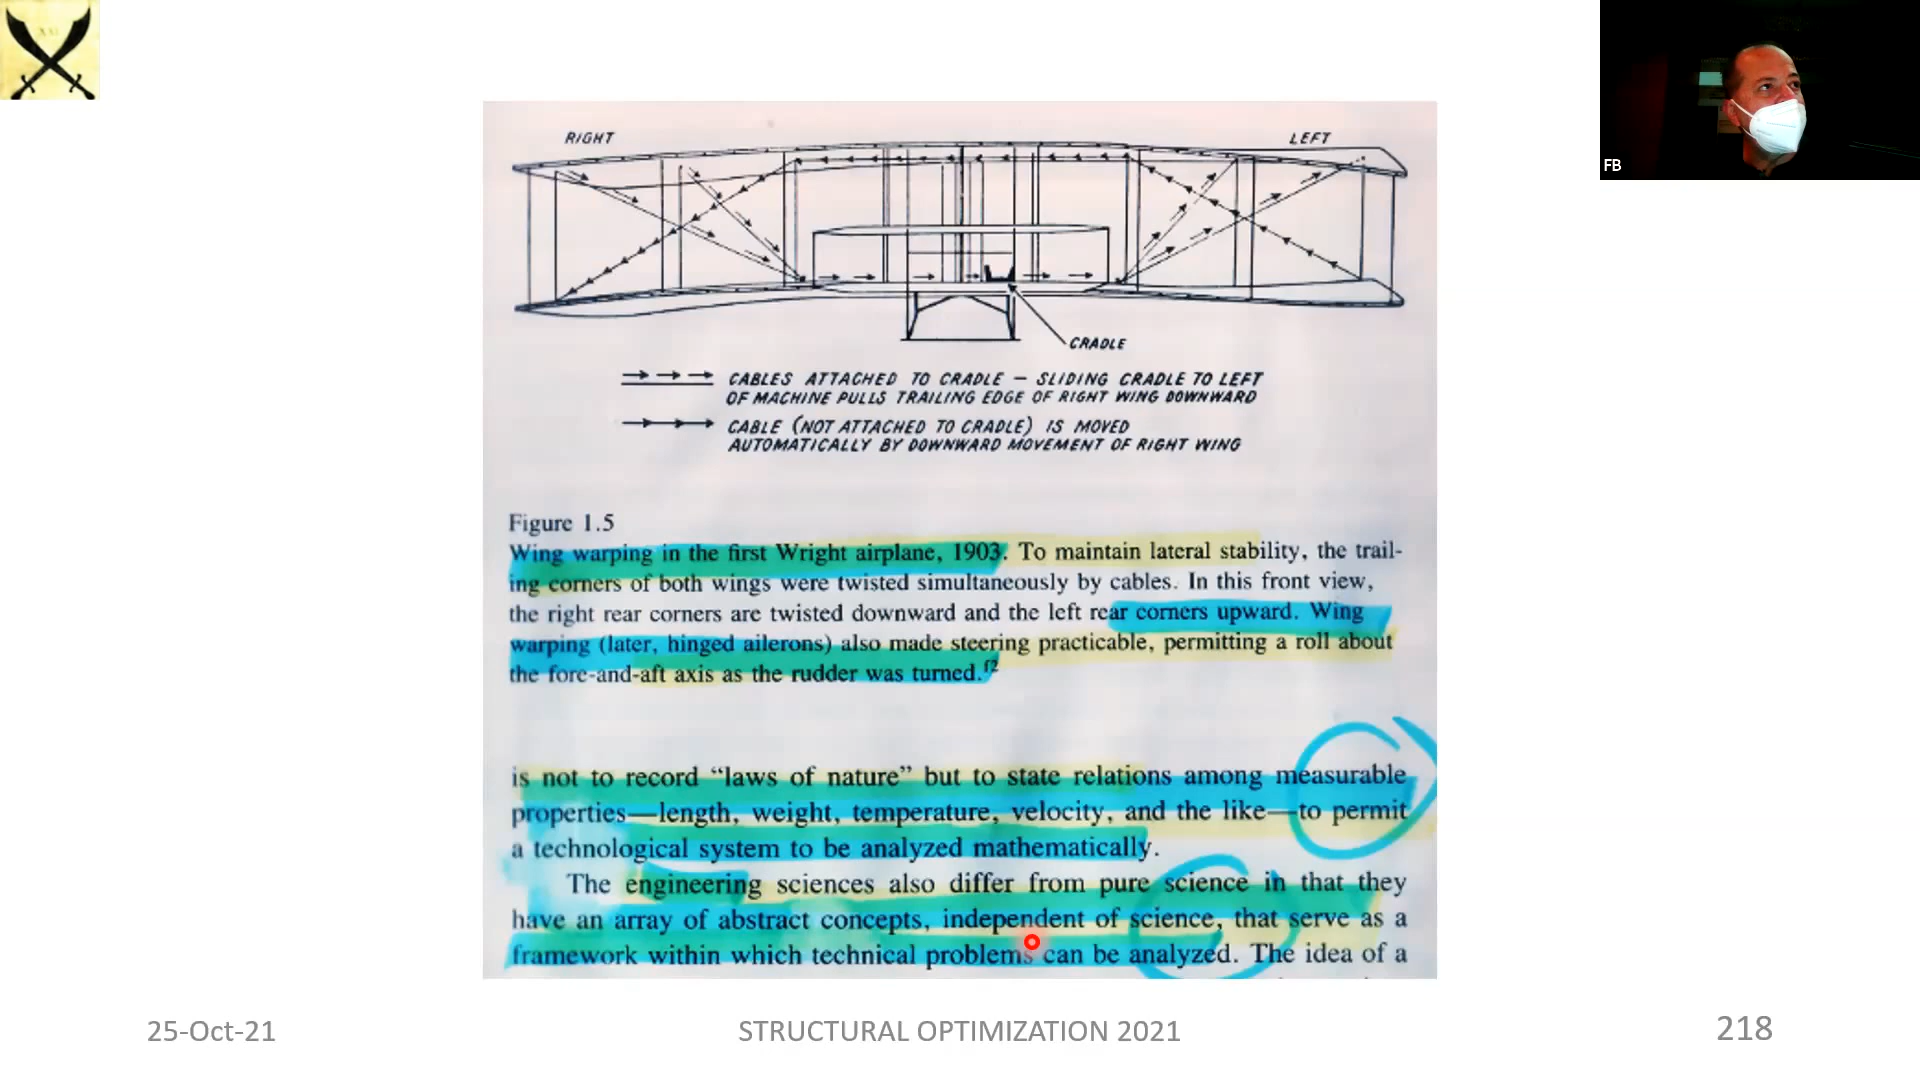 FB
RIGHT
LEFT
CRADLE
CABLES ATTACHED TO CRADLE – SLIDING CRADLE TO LEFT
OF MACHINE PULLS TRAILING EDGE OF RIGHT WING DOWNWARD
CABLE (NOT ATTACHED TO CRADLE) IS MOVED
AUTOMATICALLY BY DOWNWARD MOVEMENT OF RIGHT WING
Figure 1.5
Wing warping in the first Wright airplane, 1903. To maintain lateral stability, the trail-
ing corners of both wings were twisted simultaneously by cables. In this front view,
the right rear corners are twisted downward and the left rear corners upward. Wing
warping (later, hinged ailerons) also made steering practicable, permitting a roll about
the fore-and-aft axis as the rudder was turned.f2
is not to record “laws of nature” but to state relations among measurable
properties—length, weight, temperature, velocity, and the like—to permit
a technological system to be analyzed mathematically.
The engineering sciences also differ from pure science in that they
have an array of abstract concepts, independent of science, that serve as a
framework within which technical problems can be analyzed. The idea of a
25-Oct-21
STRUCTURAL OPTIMIZATION 2021
218